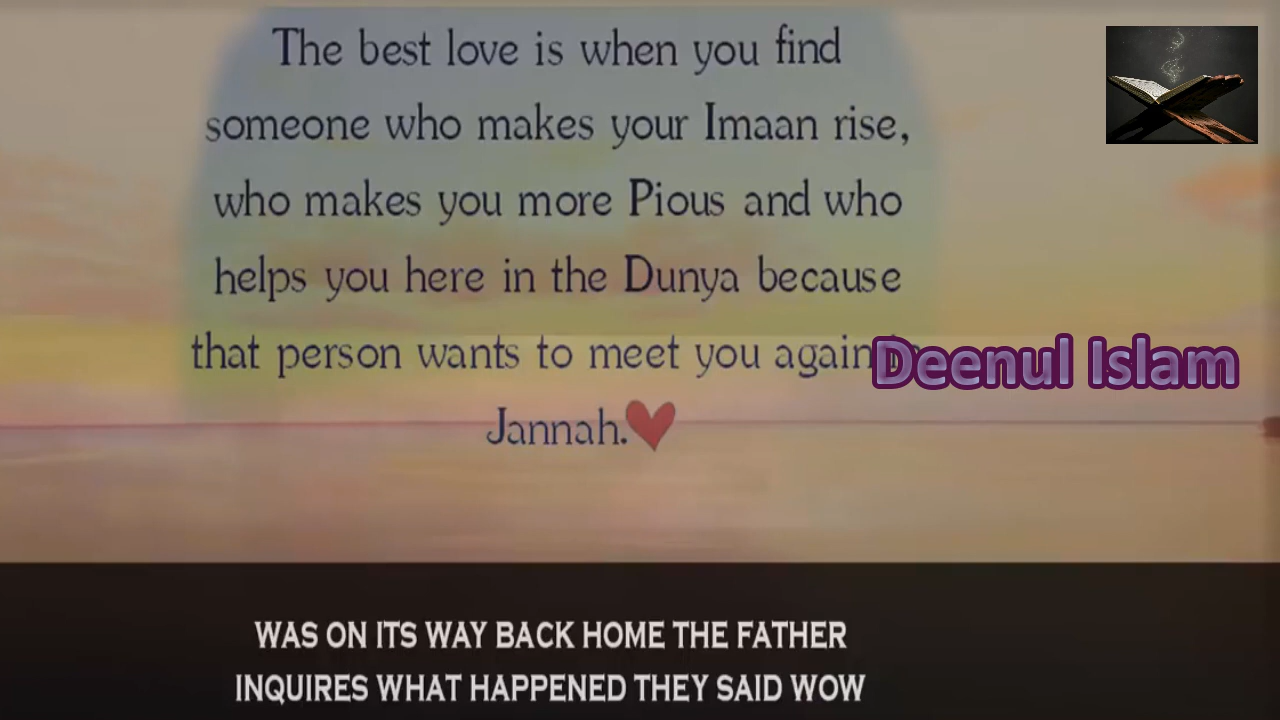 The best love is when you find
someone who makes your Imaan rise,
who makes you more Pious and who
helps you here in the Dunya because
that person wants to meet you again
Deenul Islam
Jannah.
WAS ON ITS WAY BACK HOME THE FATHER
INQUIRES WHAT HAPPENED THEY SAID WOW